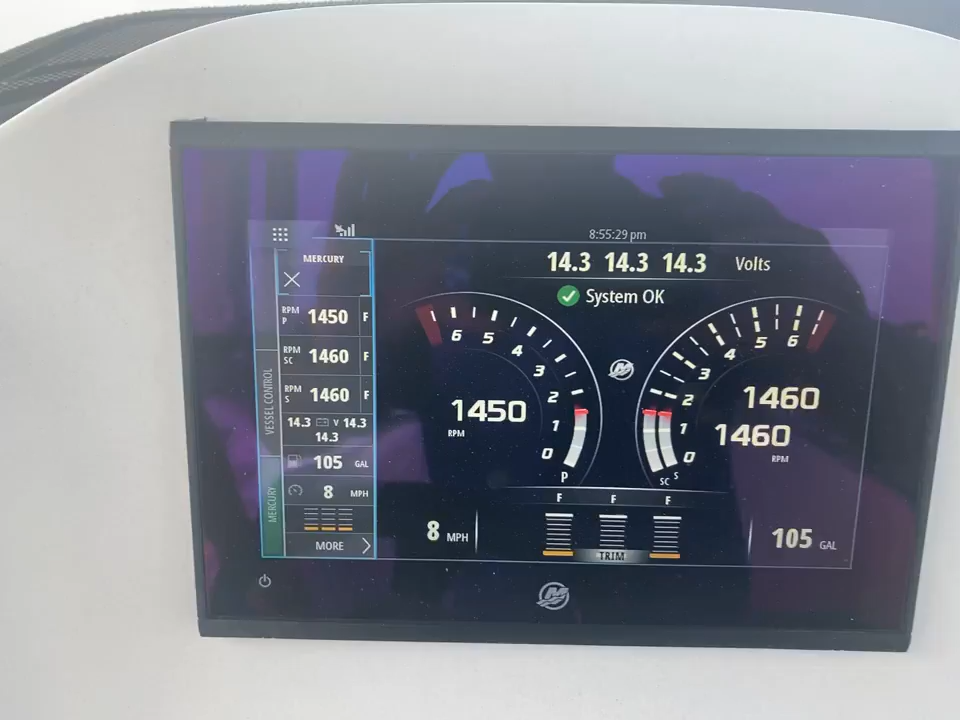 8:55:29 pm
MERCURY
RPM P 1450 F
RPM SC 1460 F
RPM S 1460 F
14.3 V 14.3
14.3
105 GAL
8 MPH
MORE
VESSEL CONTROL
MERCURY
14.3 14.3 14.3 Volts
System OK
6 5 4 3 2 1 0
1450
RPM
P
0 1 2 3 4 5 6
1460
1460
RPM
SC S
F F F
8 MPH
TRIM
105 GAL